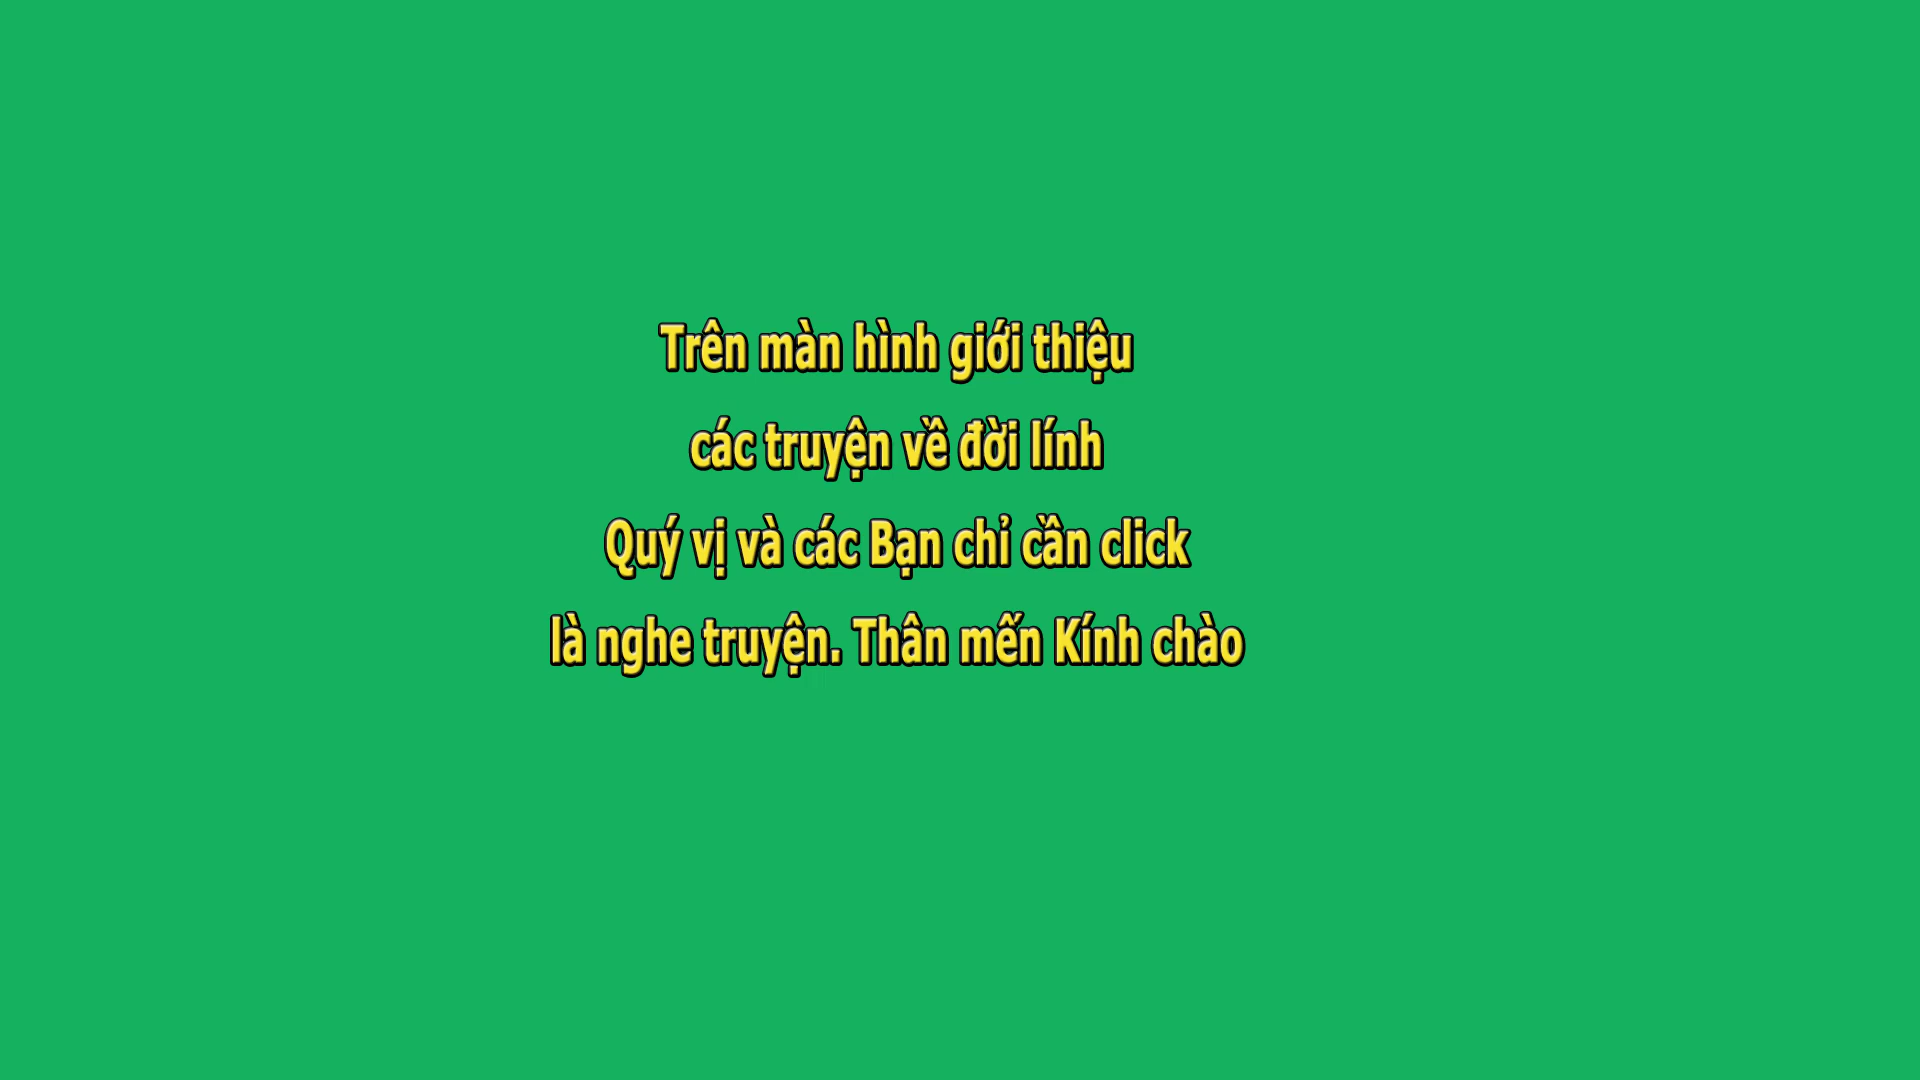 Trên màn hình giới thiệu
các truyện về đời lính
Quý vị và các Bạn chỉ cần click
là nghe truyện. Thân mến Kính chào